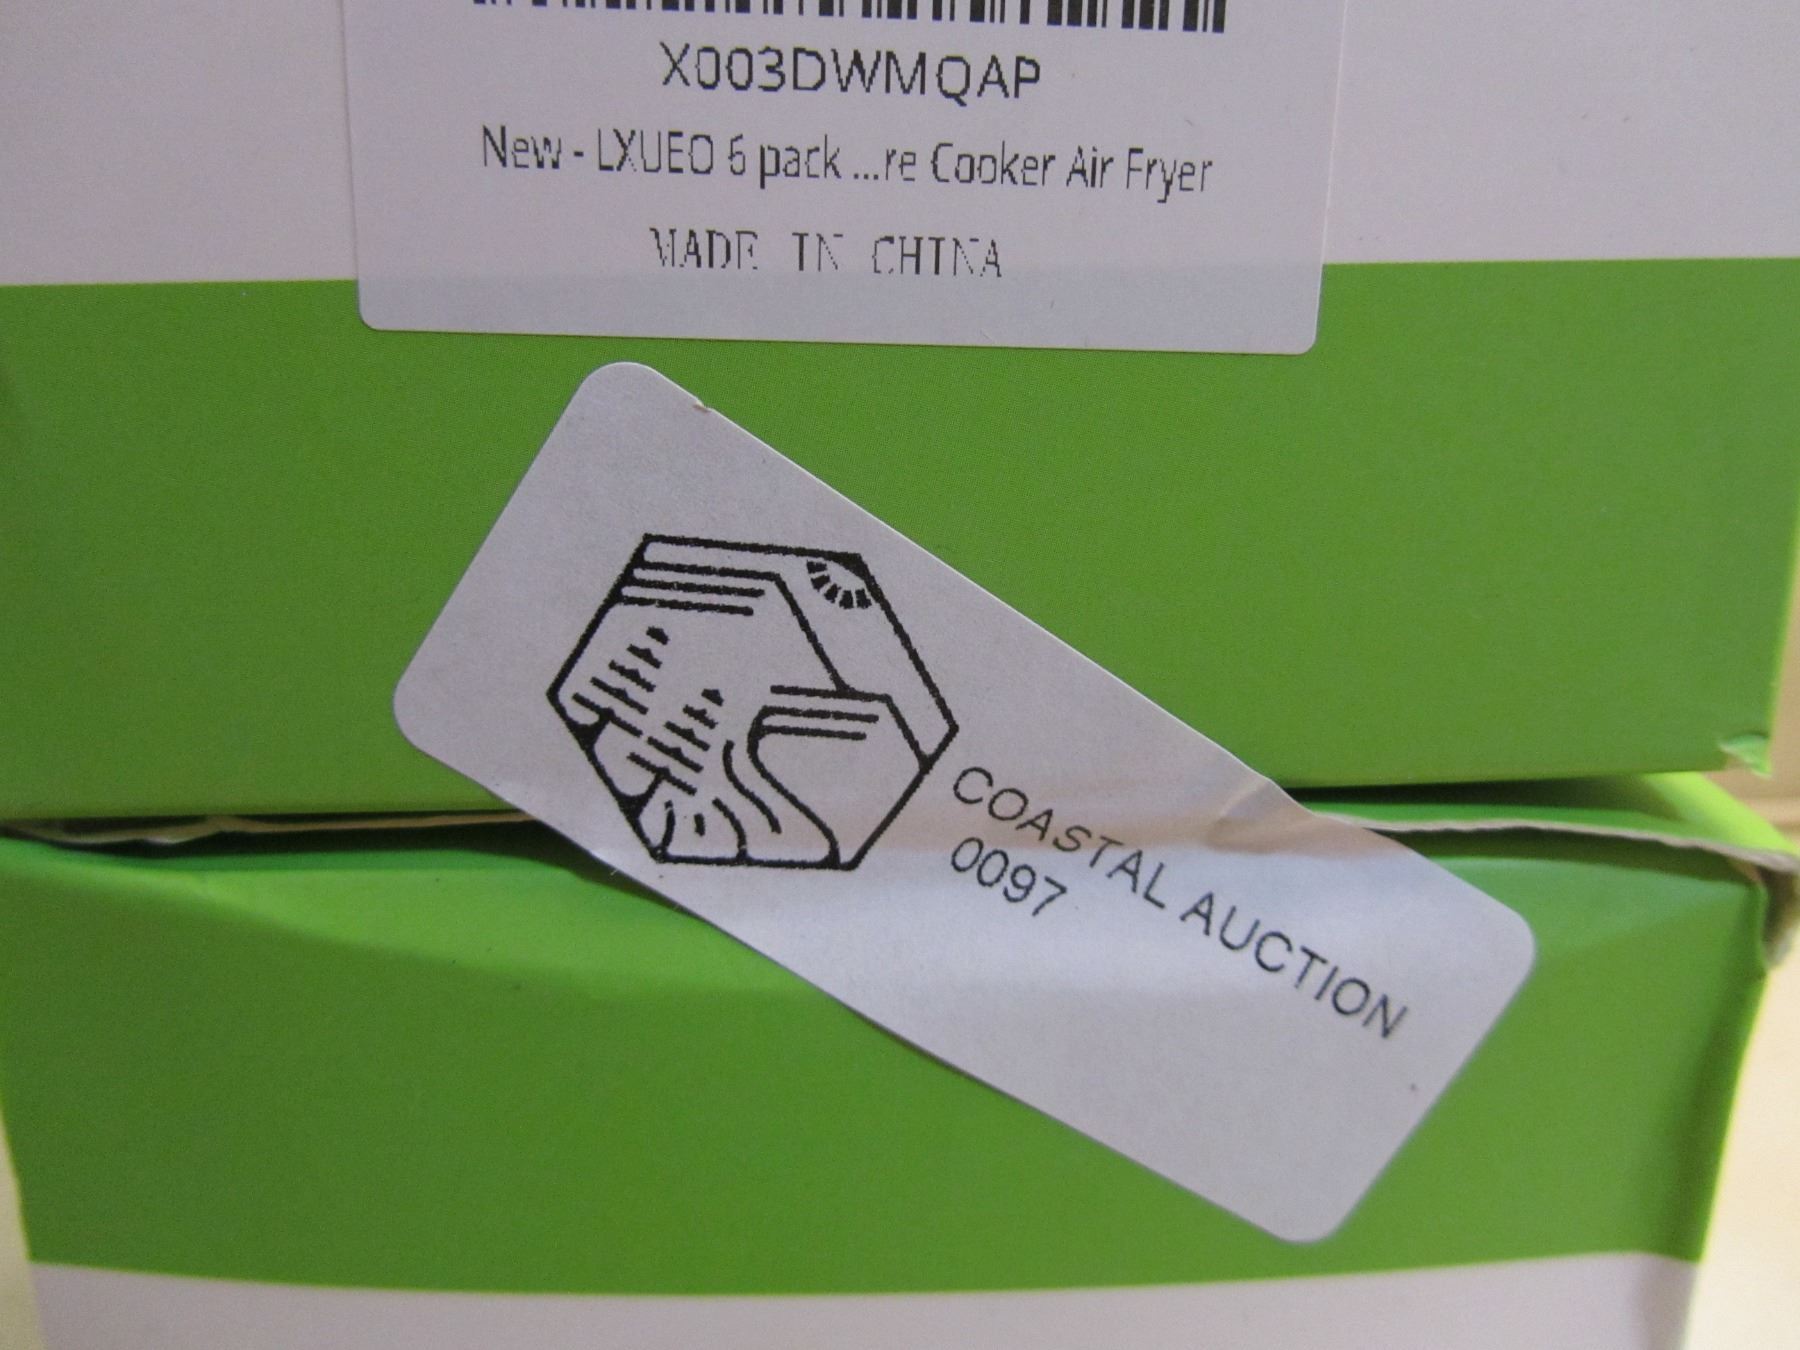 X003DWMQAP
New - LXUEO 6 pack ...re Cooker Air Fryer
MADE IN CHINA
COASTAL AUCTION
0097